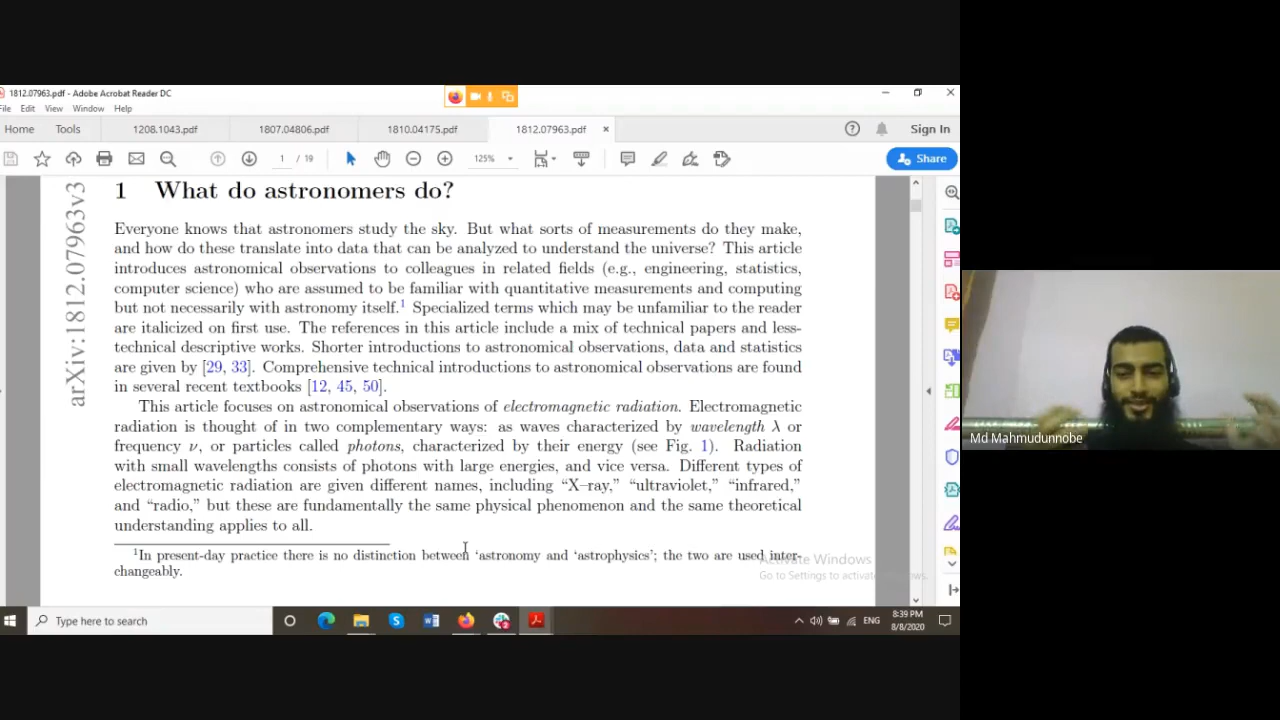 1812.07963.pdf - Adobe Acrobat Reader DC
File Edit View Window Help
Home Tools 1208.1043.pdf 1807.04806.pdf 1810.04175.pdf 1812.07963.pdf × Sign In
1 / 19 125% Share
arXiv:1812.07963v3
1 What do astronomers do?
Everyone knows that astronomers study the sky. But what sorts of measurements do they make,
and how do these translate into data that can be analyzed to understand the universe? This article
introduces astronomical observations to colleagues in related fields (e.g., engineering, statistics,
computer science) who are assumed to be familiar with quantitative measurements and computing
but not necessarily with astronomy itself.1 Specialized terms which may be unfamiliar to the reader
are italicized on first use. The references in this article include a mix of technical papers and less-
technical descriptive works. Shorter introductions to astronomical observations, data and statistics
are given by [29, 33]. Comprehensive technical introductions to astronomical observations are found
in several recent textbooks [12, 45, 50].
This article focuses on astronomical observations of electromagnetic radiation. Electromagnetic
radiation is thought of in two complementary ways: as waves characterized by wavelength λ or
frequency ν, or particles called photons, characterized by their energy (see Fig. 1). Radiation
with small wavelengths consists of photons with large energies, and vice versa. Different types of
electromagnetic radiation are given different names, including “X–ray,” “ultraviolet,” “infrared,”
and “radio,” but these are fundamentally the same physical phenomenon and the same theoretical
understanding applies to all.
1In present-day practice there is no distinction between ‘astronomy and ‘astrophysics’; the two are used inter-
changeably.
Activate Windows
Go to Settings to activate Windows.
Type here to search
ENG
8:39 PM
8/8/2020
Md Mahmudunnobe